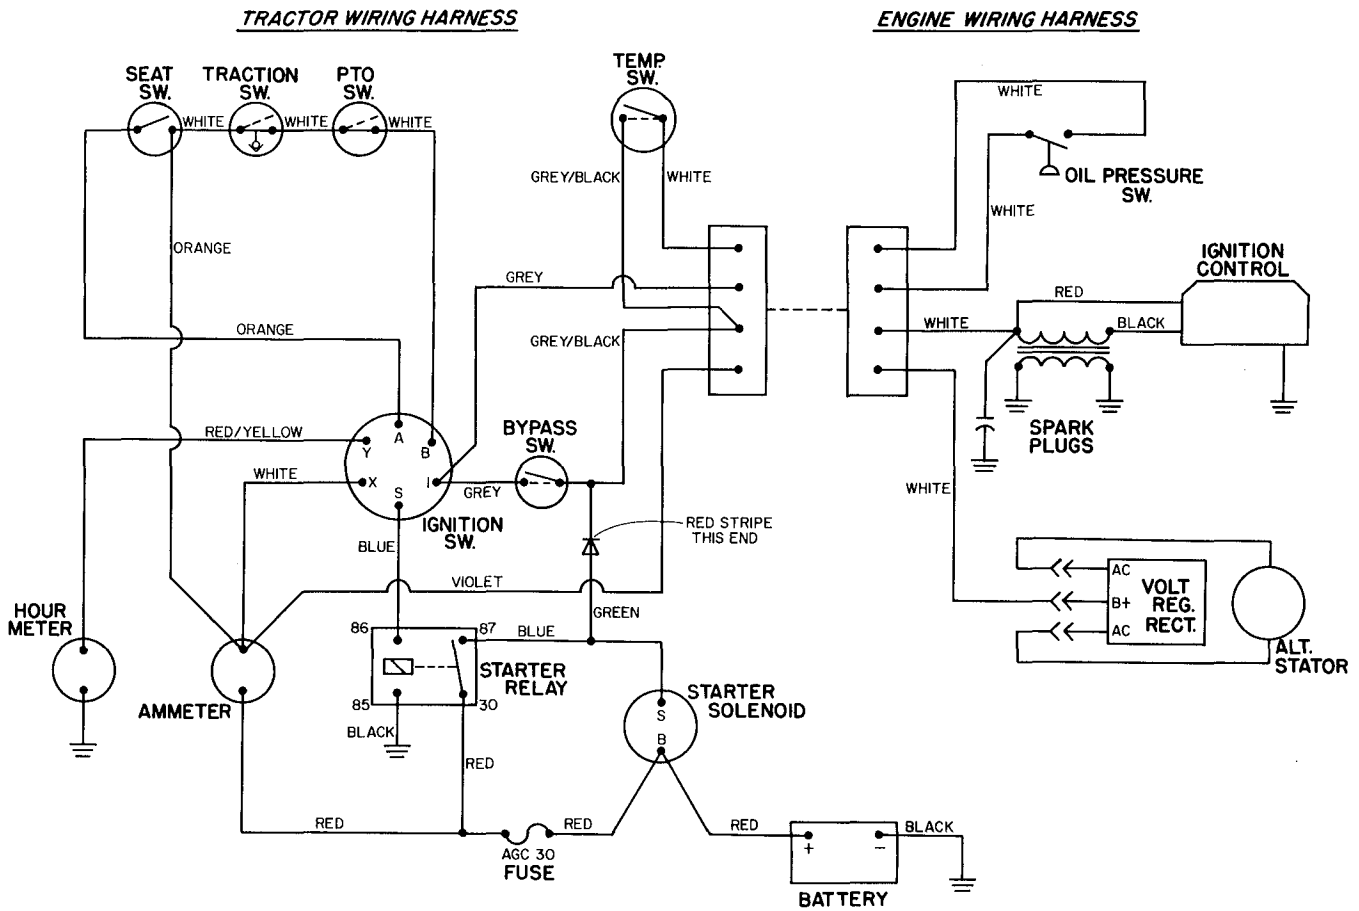 TRACTOR WIRING HARNESS
ENGINE WIRING HARNESS
SEAT
SW.
TRACTION
SW.
PTO
SW.
TEMP.
SW.
WHITE
WHITE
WHITE
WHITE
OIL PRESSURE
SW.
GREY/BLACK
WHITE
WHITE
ORANGE
IGNITION
CONTROL
GREY
RED
ORANGE
GREY/BLACK
WHITE
BLACK
RED/YELLOW
A
Y
B
BYPASS
SW.
SPARK
PLUGS
WHITE
X
S
I
GREY
WHITE
IGNITION
SW.
RED STRIPE
THIS END
BLUE
VIOLET
AC
B+
AC
VOLT
REG.
RECT.
HOUR
METER
GREEN
86
87
BLUE
ALT.
STATOR
STARTER
RELAY
AMMETER
85
30
STARTER
SOLENOID
S
B
BLACK
RED
RED
RED
RED
BLACK
AGC 30
FUSE
+
−
BATTERY